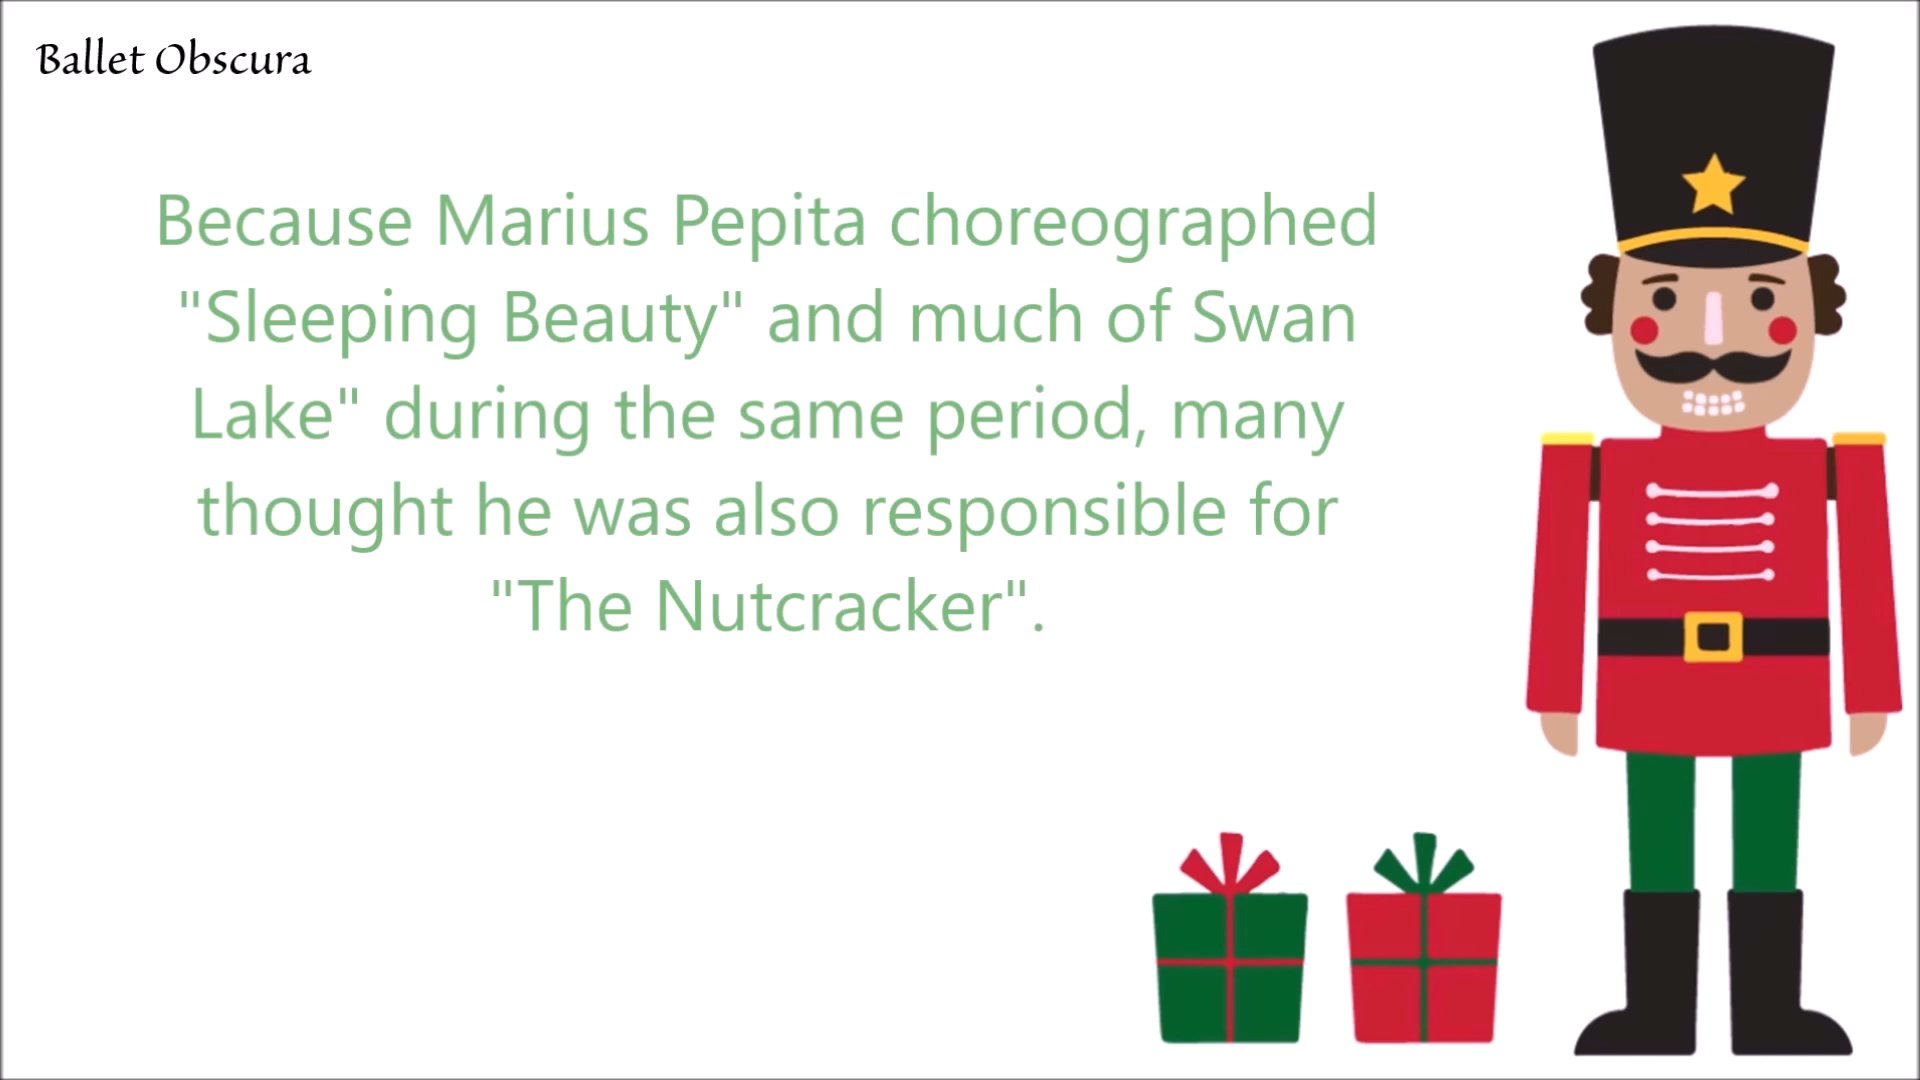 Ballet Obscura
Because Marius Pepita choreographed
"Sleeping Beauty" and much of Swan
Lake" during the same period, many
thought he was also responsible for
"The Nutcracker".